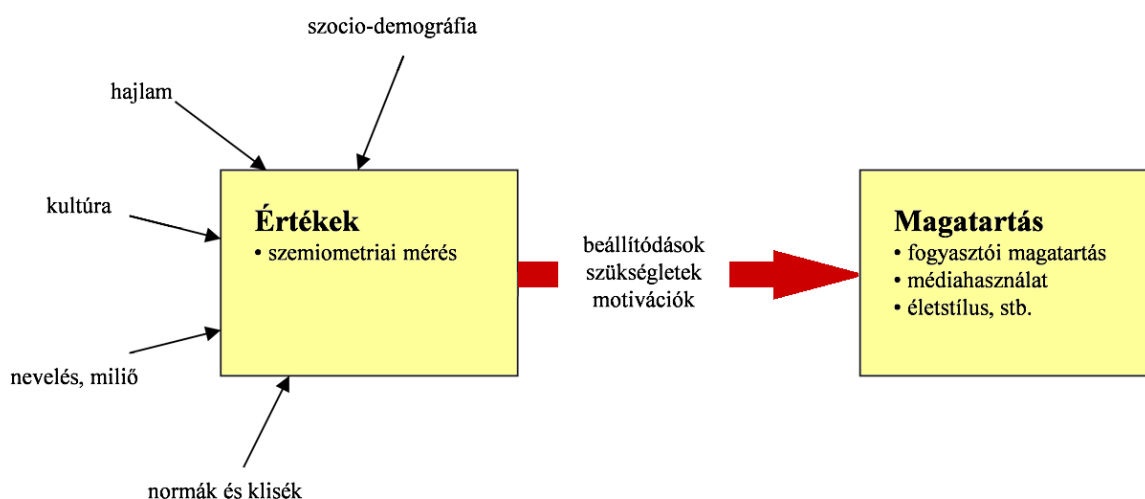 szocio-demográfia
hajlam
kultúra
nevelés, miliő
normák és klisék
Értékek
• szemiometriai mérés
beállítódások
szükségletek
motivációk
Magatartás
• fogyasztói magatartás
• médiahasználat
• életstílus, stb.